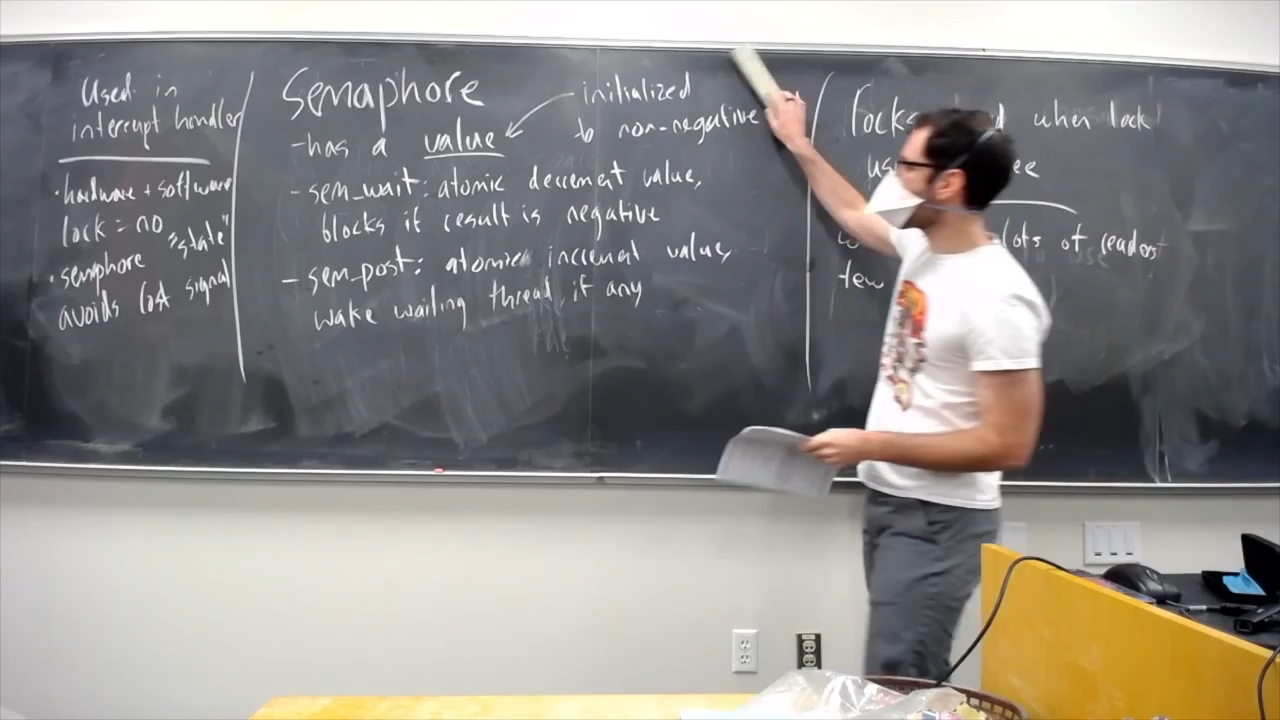 Used in
interrupt handler
• hardware + software
lock = no "state"
• semaphore
avoids lost signal
Semaphore
- has a value
initialized
to non-negative
- sem_wait: atomic decrement value,
blocks if result is negative
- sem_post: atomic increment value,
wake waiting thread, if any
when lock
lots of readers
few